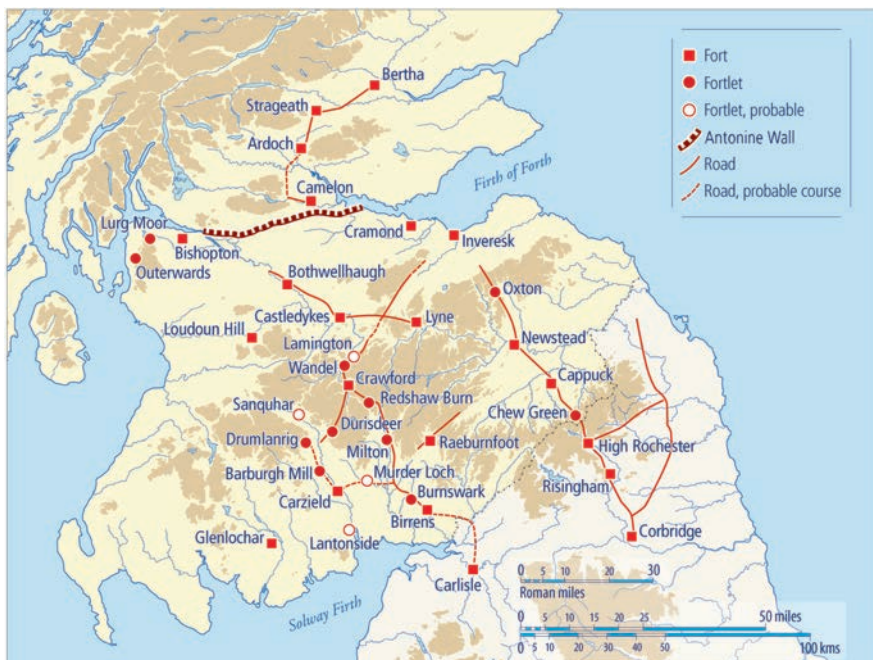 Fort
Fortlet
Fortlet, probable
Antonine Wall
Road
Road, probable course
Bertha
Strageath
Ardoch
Firth of Forth
Camelon
Lurg Moor
Cramond
Bishopton
Inveresk
Outerwards
Bothwellhaugh
Oxton
Castledykes
Lyne
Loudoun Hill
Newstead
Lamington
Wandel
Cappuck
Crawford
Redshaw Burn
Sanquhar
Chew Green
Durisdeer
Drumlanrig
Raeburnfoot
High Rochester
Milton
Barburgh Mill
Murder Loch
Risingham
Carzield
Burnswark
Birrens
Corbridge
Glenlochar
Lantonside
Carlisle
Solway Firth
0 5 10 20 30
Roman miles
0 5 10 15 20 25 50 miles
0 5 10 20 30 40 50 100 kms